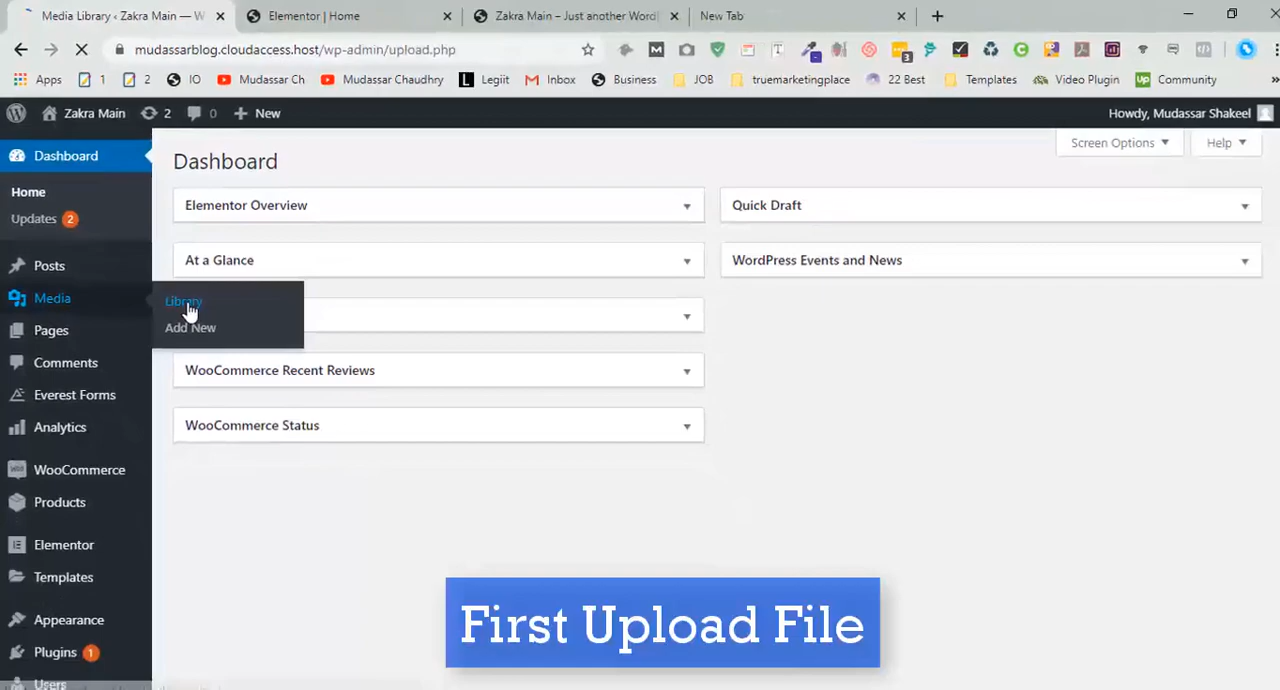 Media Library ‹ Zakra Main — W
Elementor | Home
Zakra Main – Just another Word
New Tab
mudassarblog.cloudaccess.host/wp-admin/upload.php
3
Apps
1
2
IO
Mudassar Ch
Mudassar Chaudhry
Legiit
Inbox
Business
JOB
truemarketingplace
22 Best
Templates
Video Plugin
Up
Community
Zakra Main
2
0
New
Howdy, Mudassar Shakeel
Dashboard
Home
Updates 2
Posts
Media
Library
Add New
Pages
Comments
Everest Forms
Analytics
WooCommerce
Products
Elementor
Templates
Appearance
Plugins 1
Users
Dashboard
Screen Options
Help
Elementor Overview
Quick Draft
At a Glance
WordPress Events and News
WooCommerce Recent Reviews
WooCommerce Status
First Upload File